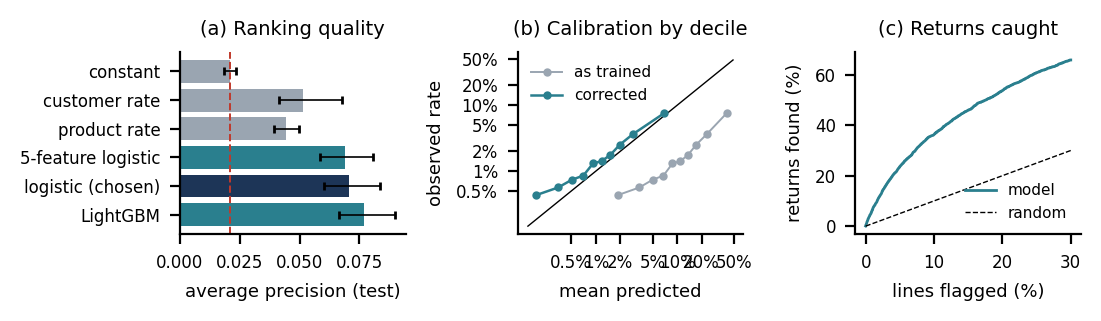 (a) Ranking quality
constant
customer rate
product rate
5-feature logistic
logistic (chosen)
LightGBM
0.000 0.025 0.050 0.075
average precision (test)
(b) Calibration by decile
observed rate
50%
20%
10%
5%
2%
1%
0.5%
as trained
corrected
0.5% 1% 2% 5% 10% 20% 50%
mean predicted
(c) Returns caught
returns found (%)
60
40
20
0
model
random
0 10 20 30
lines flagged (%)